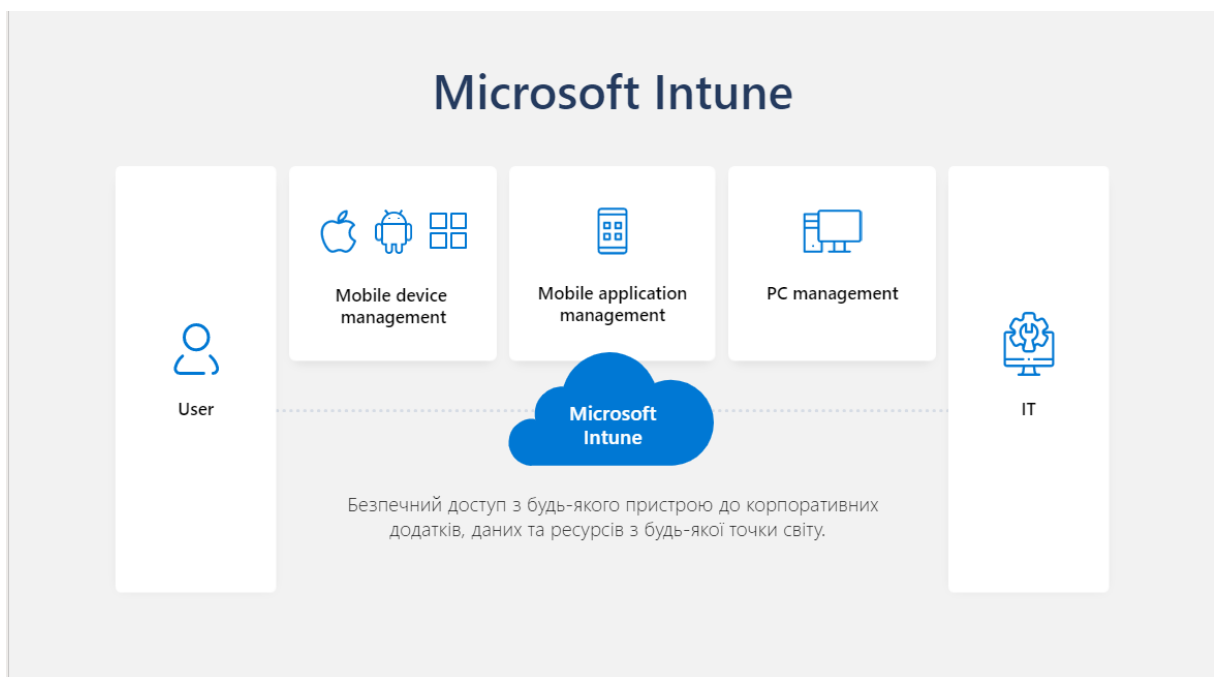 Microsoft Intune
Mobile device
management
Mobile application
management
PC management
User
Microsoft
Intune
IT
Безпечний доступ з будь-якого пристрою до корпоративних
додатків, даних та ресурсів з будь-якої точки світу.